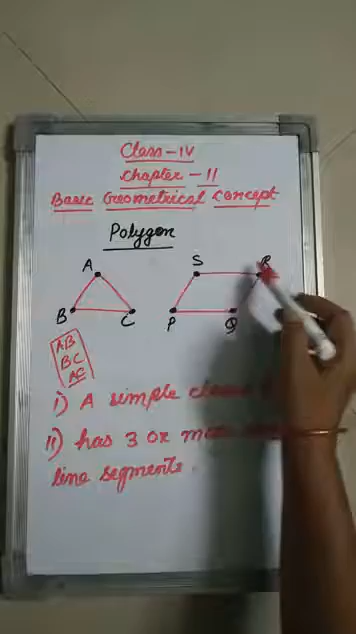 Class-IV
chapter - 11
Basic Geometrical concept
Polygon
A
S
R
B
C
P
Q
AB
BC
AC
i) A simple
ii) has 3 or
line segments.